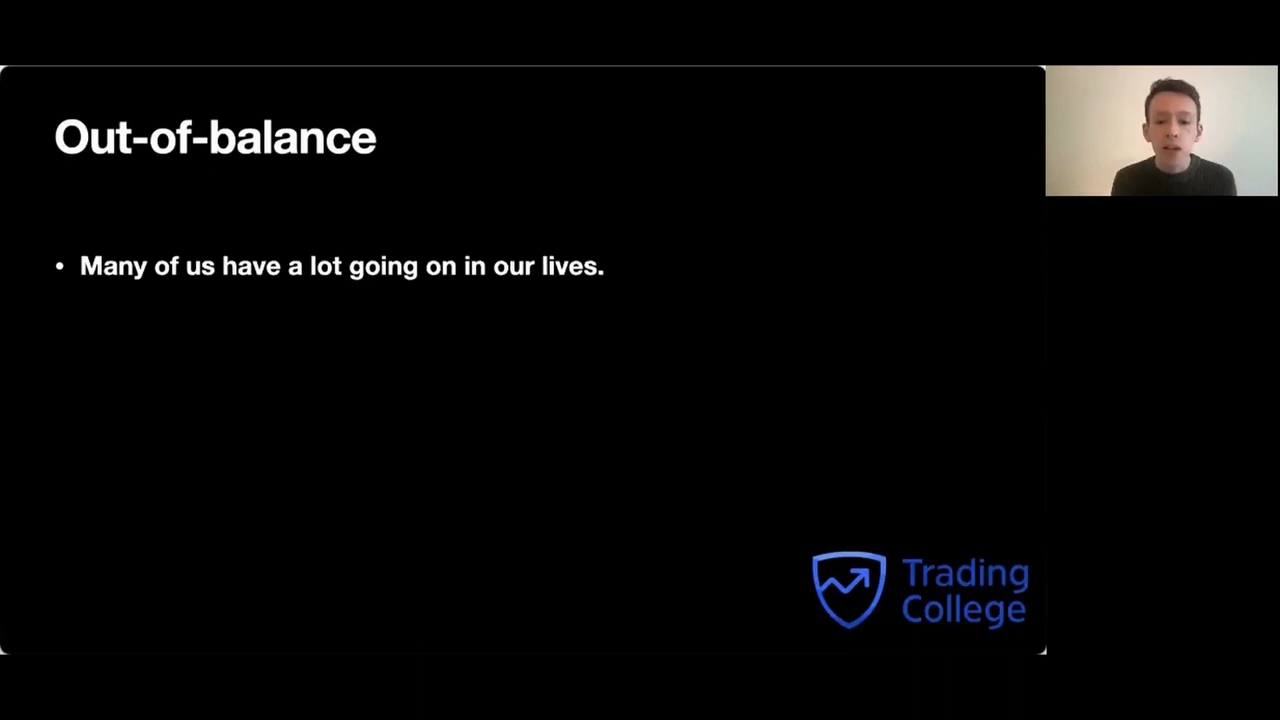 Out-of-balance
• Many of us have a lot going on in our lives.
Trading
College